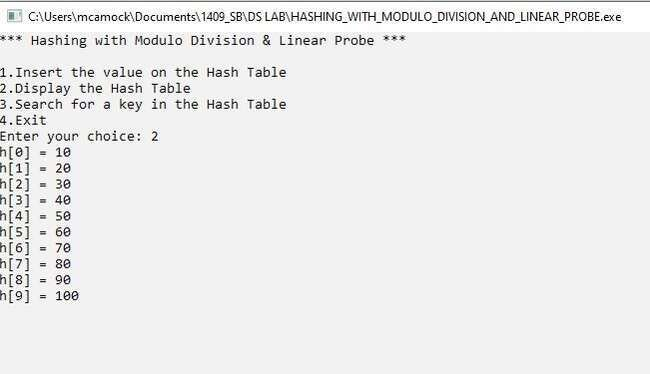 C:\Users\mcamock\Documents\1409_SB\DS LAB\HASHING_WITH_MODULO_DIVISION_AND_LINEAR_PROBE.exe
*** Hashing with Modulo Division & Linear Probe ***
1.Insert the value on the Hash Table
2.Display the Hash Table
3.Search for a key in the Hash Table
4.Exit
Enter your choice: 2
h[0] = 10
h[1] = 20
h[2] = 30
h[3] = 40
h[4] = 50
h[5] = 60
h[6] = 70
h[7] = 80
h[8] = 90
h[9] = 100